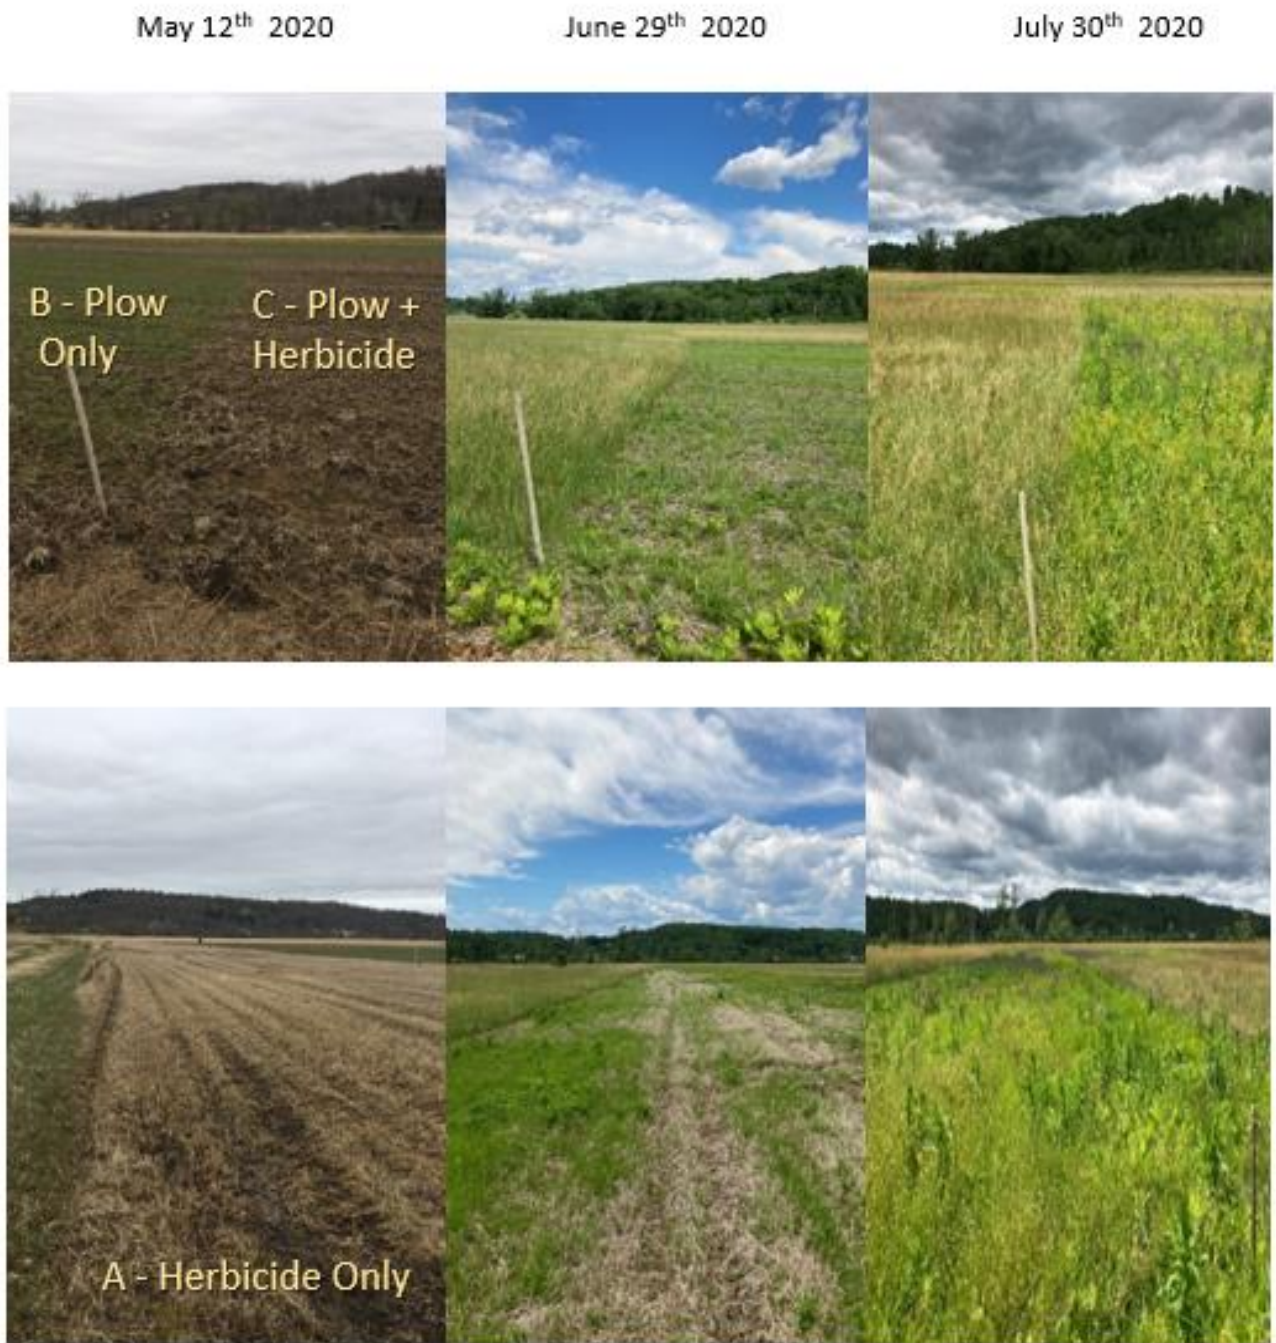 May 12th 2020
June 29th 2020
July 30th 2020
B - Plow
Only
C - Plow +
Herbicide
A - Herbicide Only